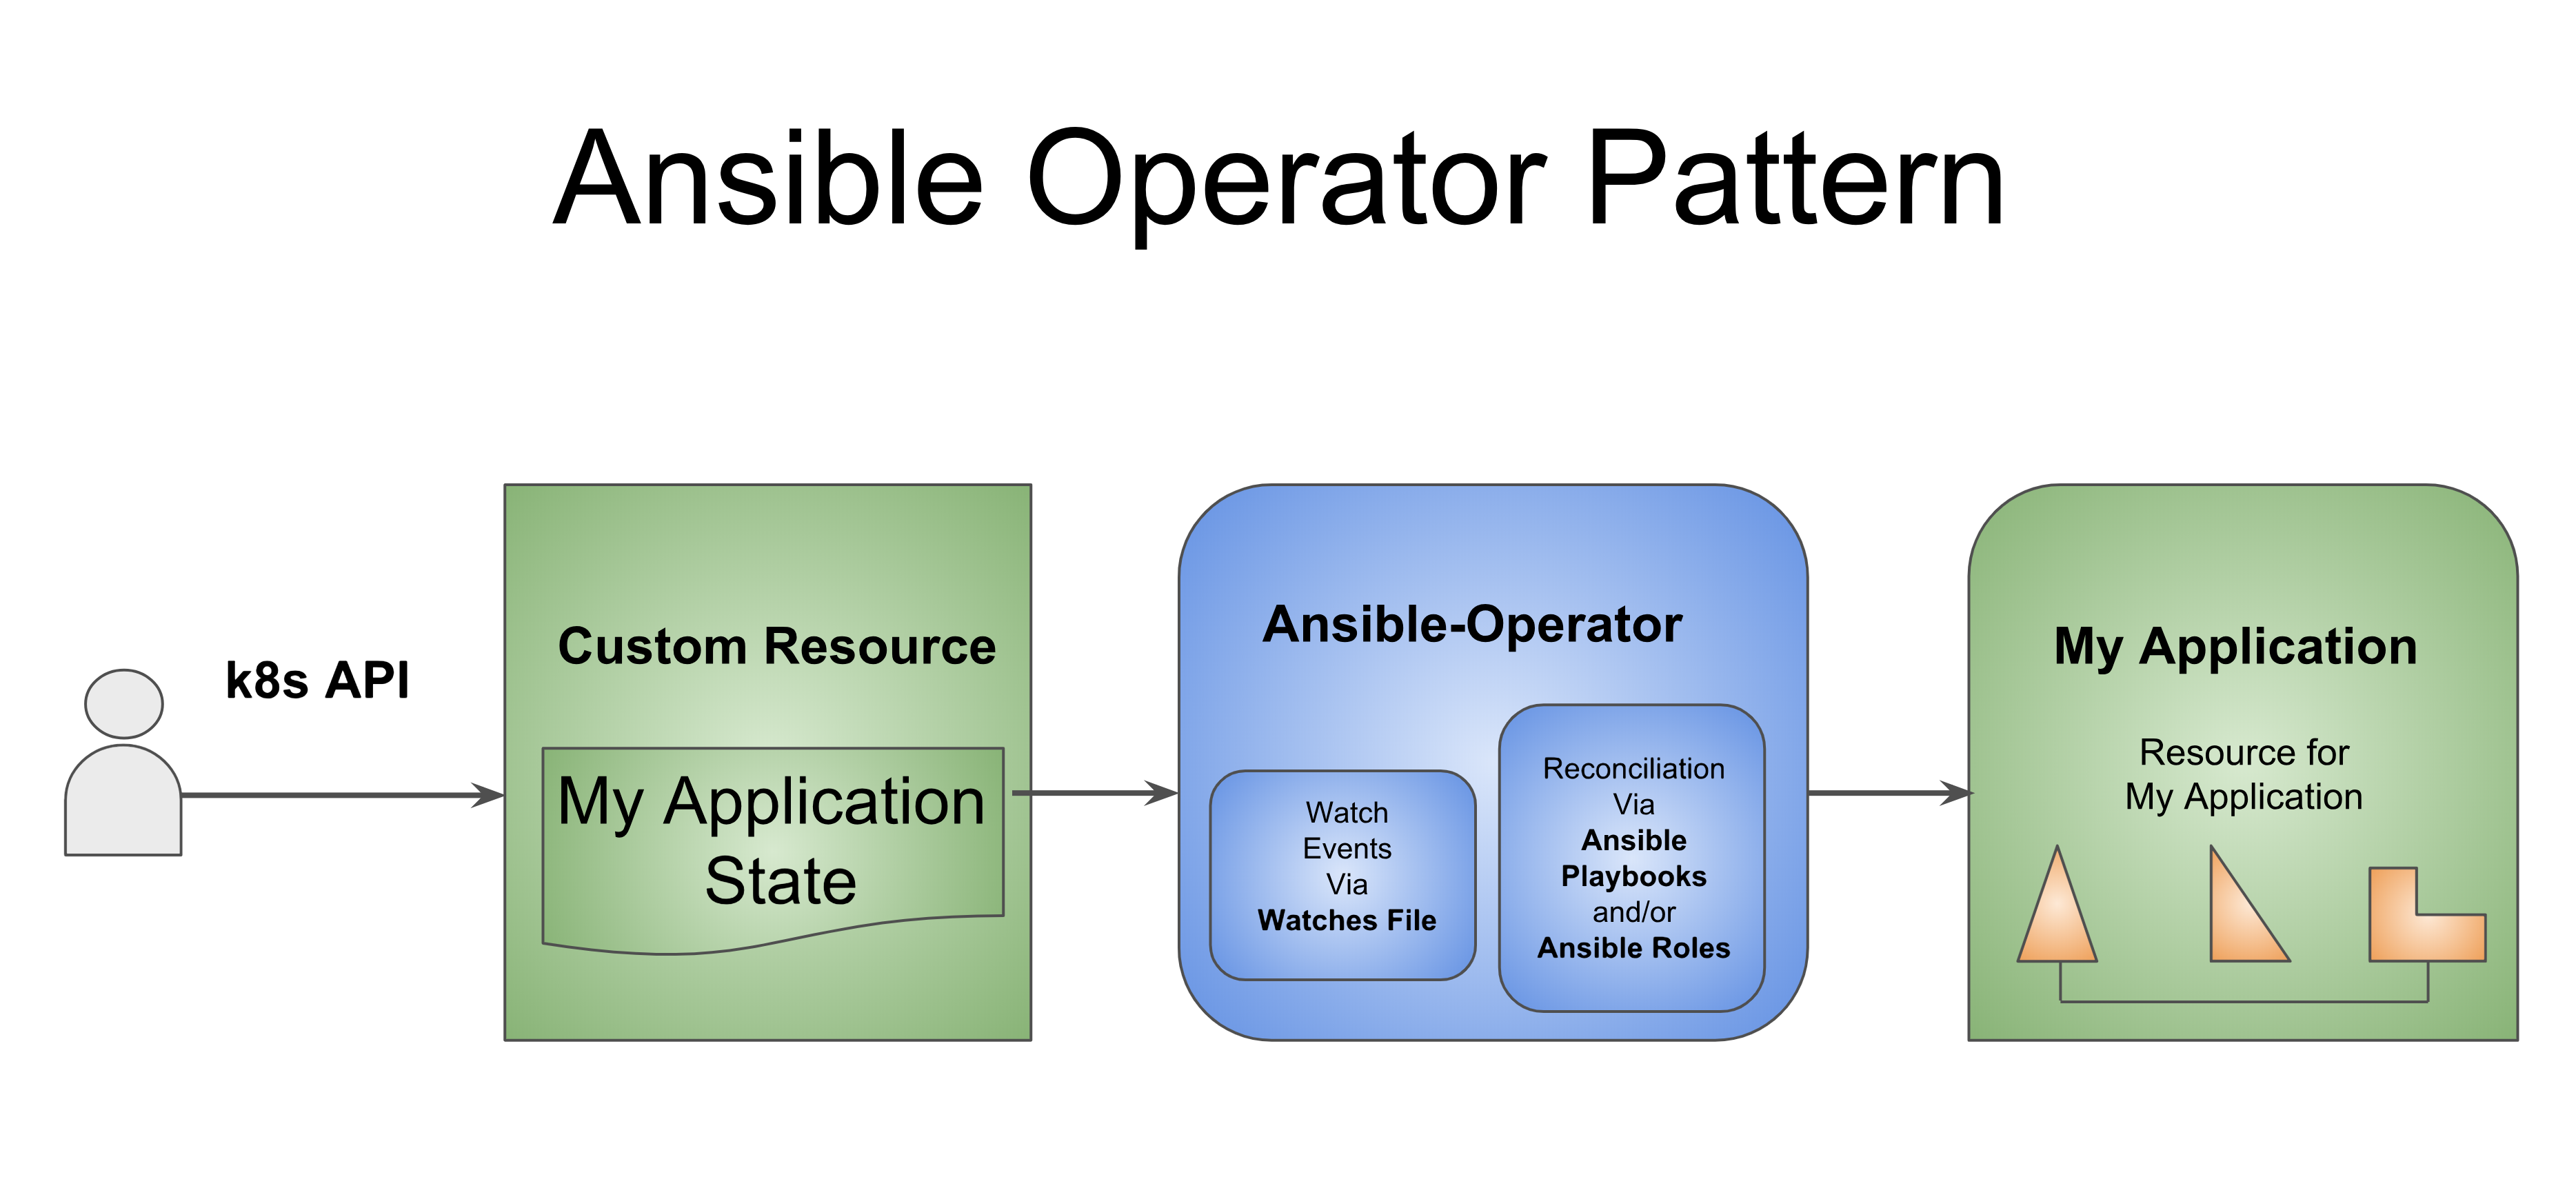 Ansible Operator Pattern
k8s API
Custom Resource
My Application
State
Ansible-Operator
Watch
Events
Via
Watches File
Reconciliation
Via
Ansible
Playbooks
and/or
Ansible Roles
My Application
Resource for
My Application